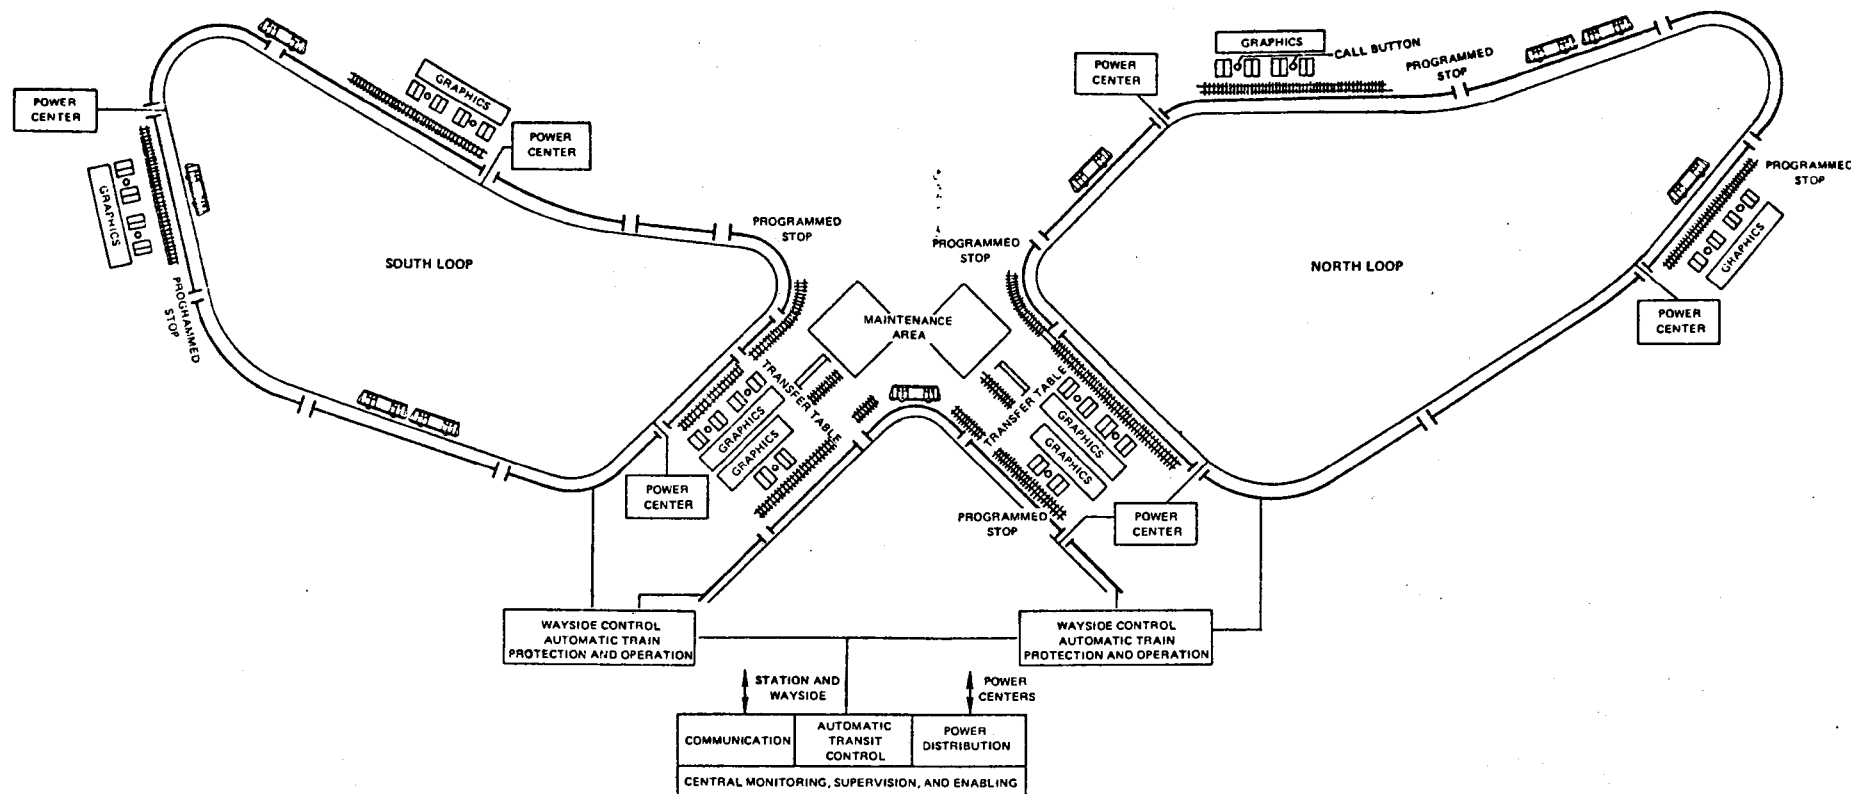 GRAPHICS
CALL BUTTON
PROGRAMMED
STOP
POWER
CENTER
POWER
CENTER
GRAPHICS
POWER
CENTER
GRAPHICS
PROGRAMMED
STOP
SOUTH LOOP
PROGRAMMED
STOP
PROGRAMMED
STOP
NORTH LOOP
PROGRAMMED
STOP
GRAPHICS
POWER
CENTER
MAINTENANCE
AREA
TRANSFER TABLE
GRAPHICS
GRAPHICS
TRANSFER TABLE
GRAPHICS
GRAPHICS
POWER
CENTER
PROGRAMMED
STOP
POWER
CENTER
WAYSIDE CONTROL
AUTOMATIC TRAIN
PROTECTION AND OPERATION
WAYSIDE CONTROL
AUTOMATIC TRAIN
PROTECTION AND OPERATION
STATION AND
WAYSIDE
POWER
CENTERS
COMMUNICATION
AUTOMATIC
TRANSIT
CONTROL
POWER
DISTRIBUTION
CENTRAL MONITORING, SUPERVISION, AND ENABLING